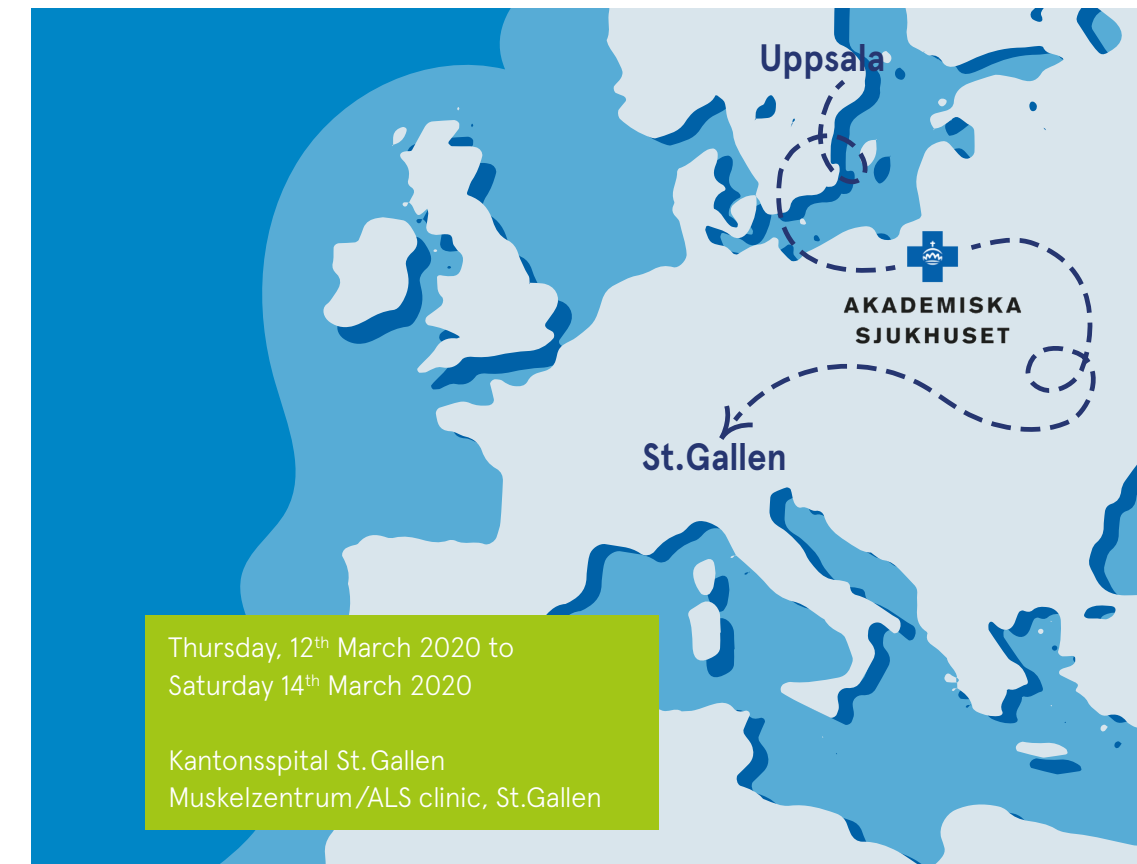 Uppsala
AKADEMISKA
SJUKHUSET
St.Gallen
Thursday, 12th March 2020 to
Saturday 14th March 2020
Kantonsspital St.Gallen
Muskelzentrum/ALS clinic, St.Gallen